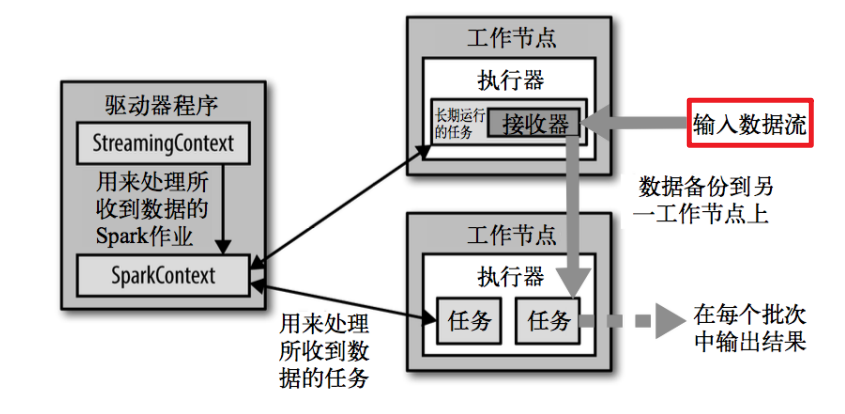 驱动器程序
StreamingContext
用来处理所
收到数据的
Spark作业
SparkContext
工作节点
执行器
长期运行
的任务
接收器
输入数据流
数据备份到另
一工作节点上
工作节点
执行器
任务
任务
用来处理
所收到数
据的任务
在每个批次
中输出结果